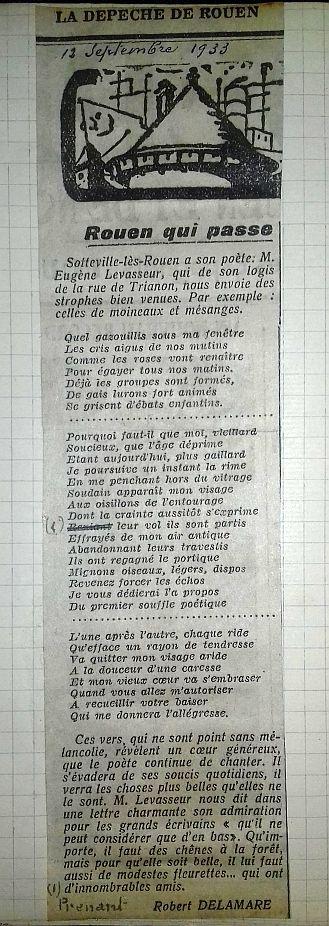 LA DEPECHE DE ROUEN
12 Septembre 1933
Rouen qui passe
Sotteville-lès-Rouen a son poète: M.
Eugène Levasseur, qui de son logis
de la rue de Trianon, nous envoie des
strophes bien venues. Par exemple :
celles de moineaux et mésanges.
Quel gazouillis sous ma fenêtre
Les cris aigus de nos mutins
Comme les roses vont renaître
Pour égayer tous nos matins.
Déjà les groupes sont formés,
De gais lurons fort animés
Se grisent d'ébats enfantins.
Pourquoi faut-il que moi, vieillard
Soucieux, que l'âge déprime
Etant aujourd'hui, plus gaillard
Je poursuive un instant la rime
En me penchant hors du vitrage
Soudain apparaît mon visage
Aux oisillons de l'entourage
Dont la crainte aussitôt s'exprime
(1) leur vol ils sont partis
Effrayés de mon air antique
Abandonnant leurs travestis
Ils ont regagné le portique
Mignons oiseaux, légers, dispos
Revenez forcer les échos
Je vous dédierai l'a propos
Du premier souffle poétique
L'une après l'autre, chaque ride
Qu'efface un rayon de tendresse
Va quitter mon visage aride
A la douceur d'une caresse
Et mon vieux cœur va s'embraser
Quand vous allez m'autoriser
A recueillir votre baiser
Qui me donnera l'allégresse.
Ces vers, qui ne sont point sans mé-
lancolie, révèlent un cœur généreux,
que le poète continue de chanter. Il
s'évadera de ses soucis quotidiens, il
verra les choses plus belles qu'elles ne
le sont. M. Levasseur nous dit dans
une lettre charmante son admiration
pour les grands écrivains « qu'il ne
peut considérer que d'en bas». Qu'im-
porte, il faut des chênes à la forêt,
mais pour qu'elle soit belle, il lui faut
aussi de modestes fleurettes... qui ont
(1) d'innombrables amis.
Prenant Robert DELAMARE